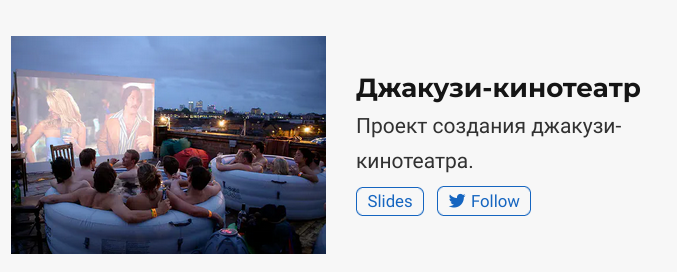 Джакузи-кинотеатр
Проект создания джакузи-
кинотеатра.
Slides
Follow